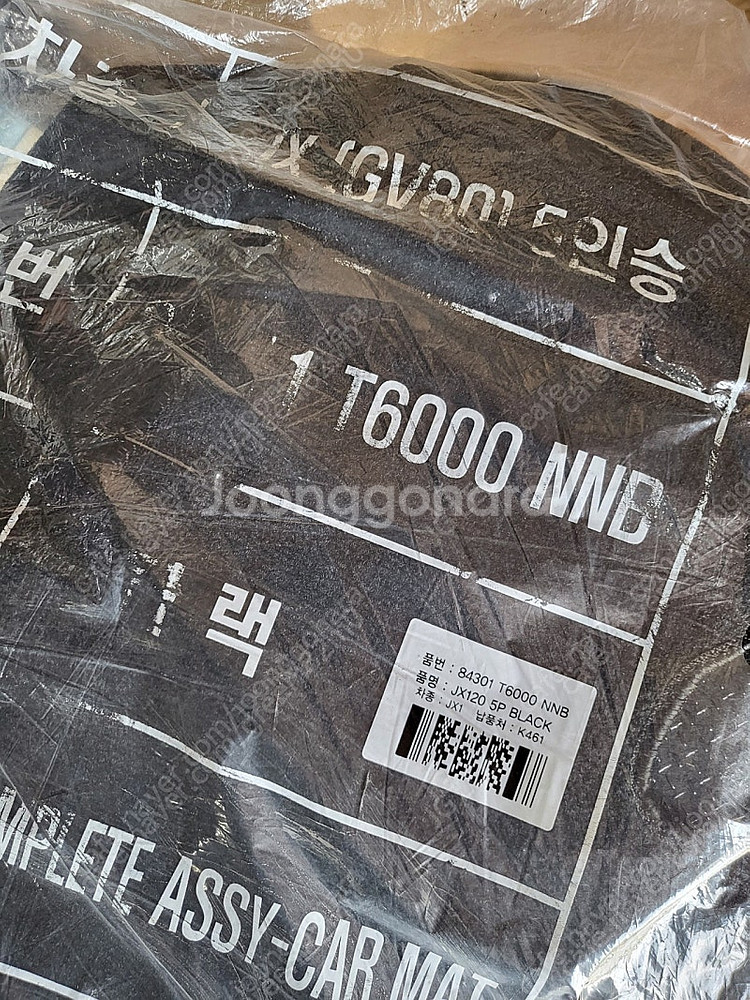 (GV80) 5인승
번
1 T6000 NNB
랙
품번 : 84301 T6000 NNB
품명 : JX120 5P BLACK
차종 : JX1 납품처 : K461
MPLETE ASSY-CAR MAT
Joonggonara